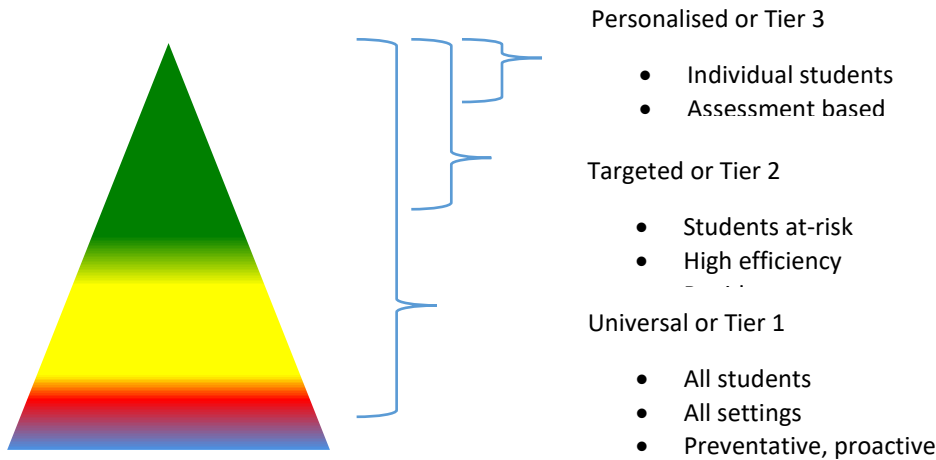 Personalised or Tier 3
• Individual students
• Assessment based
Targeted or Tier 2
• Students at-risk
• High efficiency
Universal or Tier 1
• All students
• All settings
• Preventative, proactive